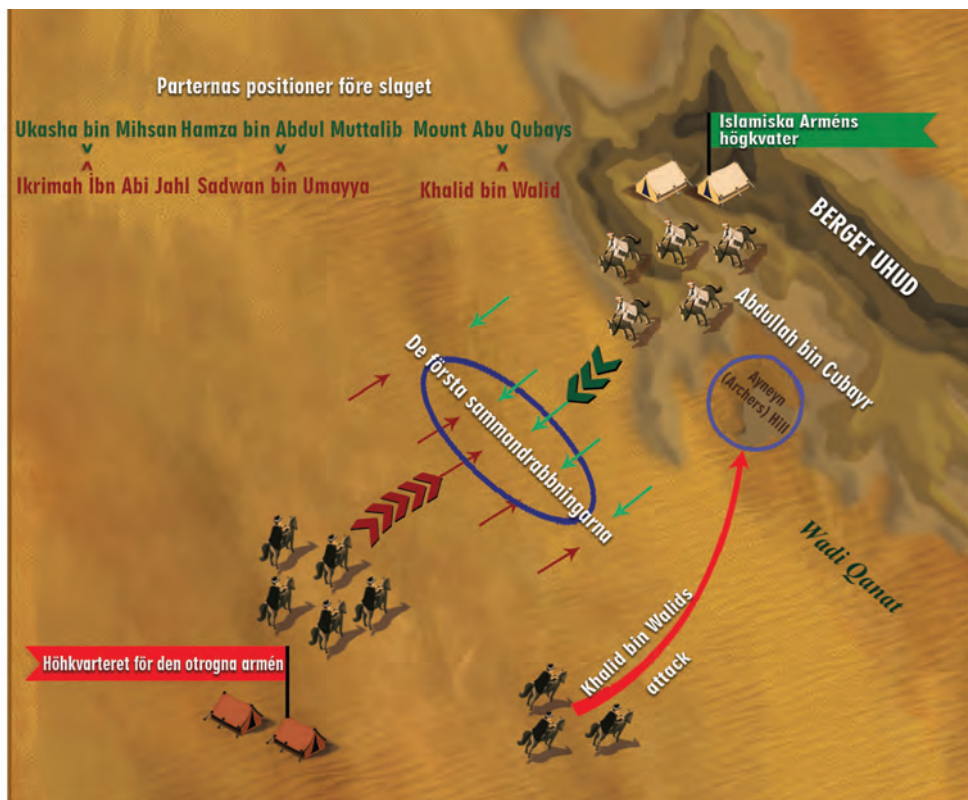 Parternas positioner före slaget
Ukasha bin Mihsan Hamza bin Abdul Muttalib Mount Abu Qubays
Ikrimah İbn Abi Jahl Sadwan bin Umayya Khalid bin Walid
Islamiska Arméns
högkvater
BERGET UHUD
Abdullah bin Cubayr
Ayneyn
(Archers) Hill
De första sammandrabbningarna
Wadi Qanat
Khalid bin Walids
attack
Höhkvarteret för den otrogna armén